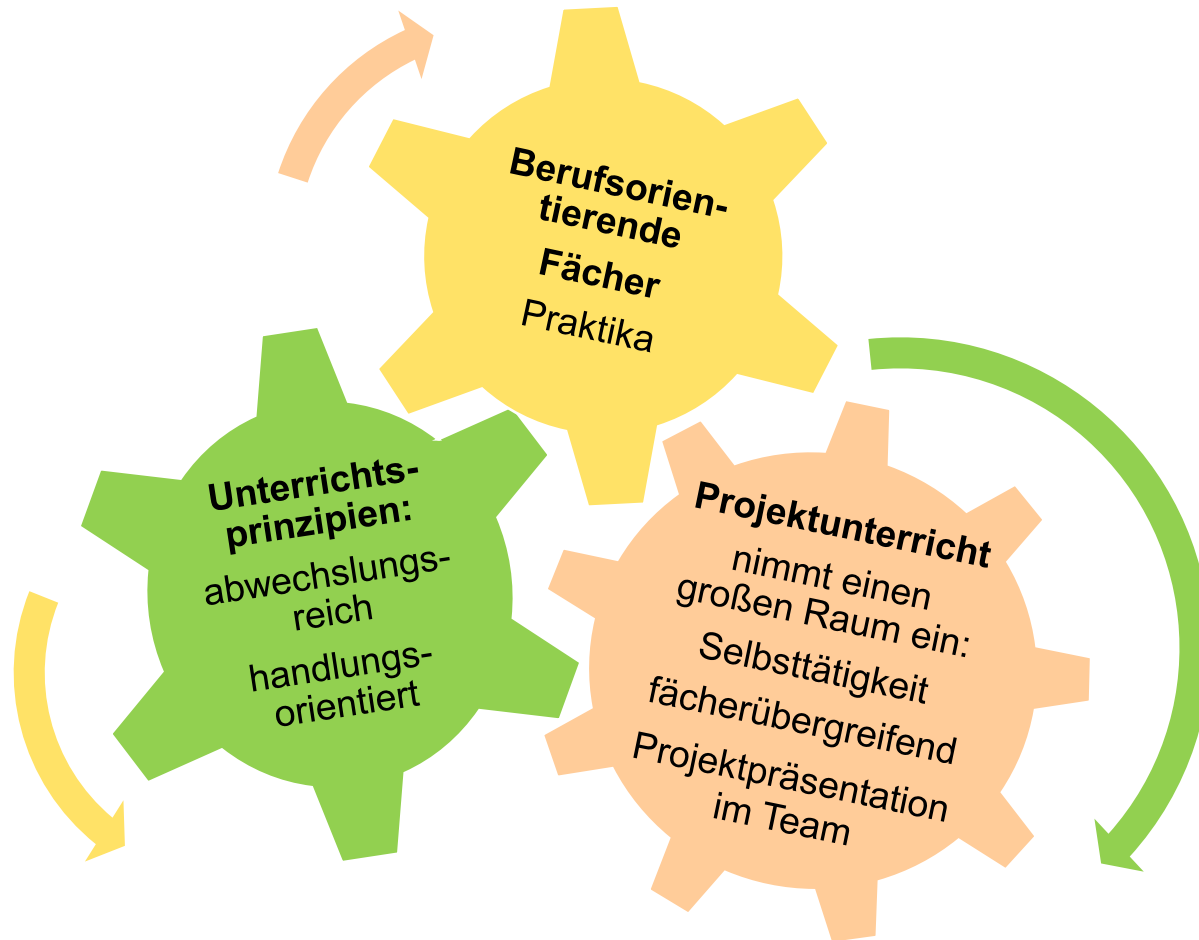 Berufsorien-
tierende
Fächer
Praktika
Unterrichts-
prinzipien:
abwechslungs-
reich
handlungs-
orientiert
Projektunterricht
nimmt einen
großen Raum ein:
Selbsttätigkeit
fächerübergreifend
Projektpräsentation
im Team